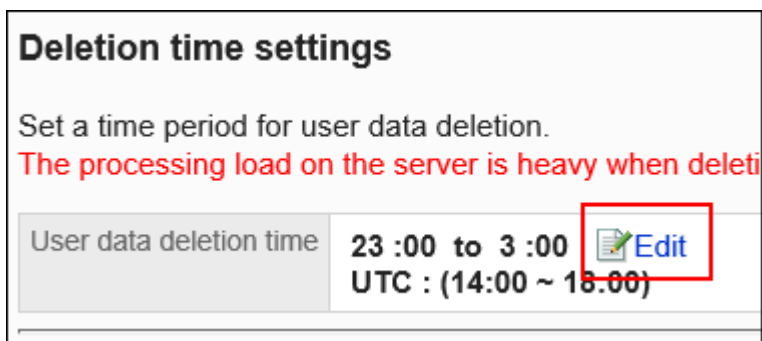 Deletion time settings
Set a time period for user data deletion.
The processing load on the server is heavy when deleti
User data deletion time
23 :00 to 3 :00 Edit
UTC : (14:00 ~ 18:00)